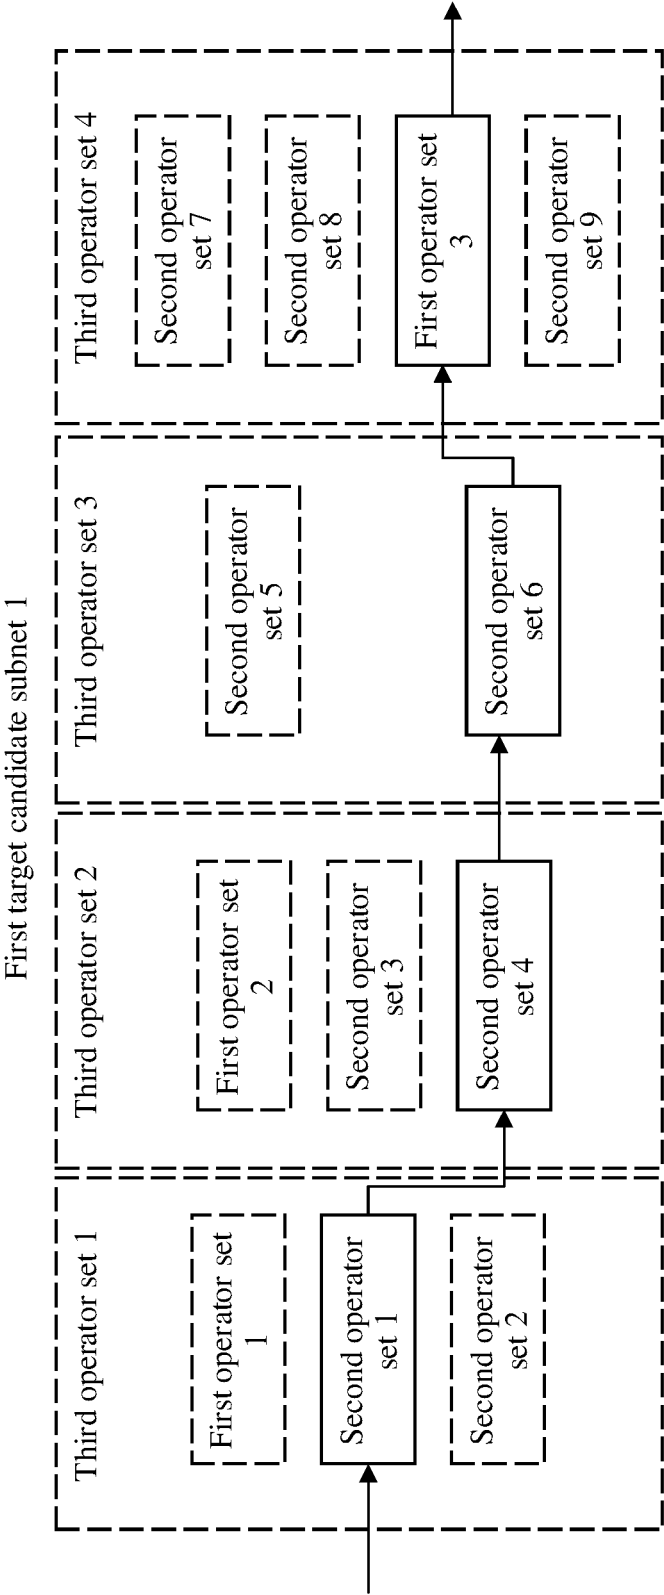 First target candidate subnet 1
Third operator set 1
First operator set
1
Second operator
set 1
Second operator
set 2
Third operator set 2
First operator set
2
Second operator
set 3
Second operator
set 4
Third operator set 3
Second operator
set 5
Second operator
set 6
Third operator set 4
Second operator
set 7
Second operator
set 8
First operator set
3
Second operator
set 9